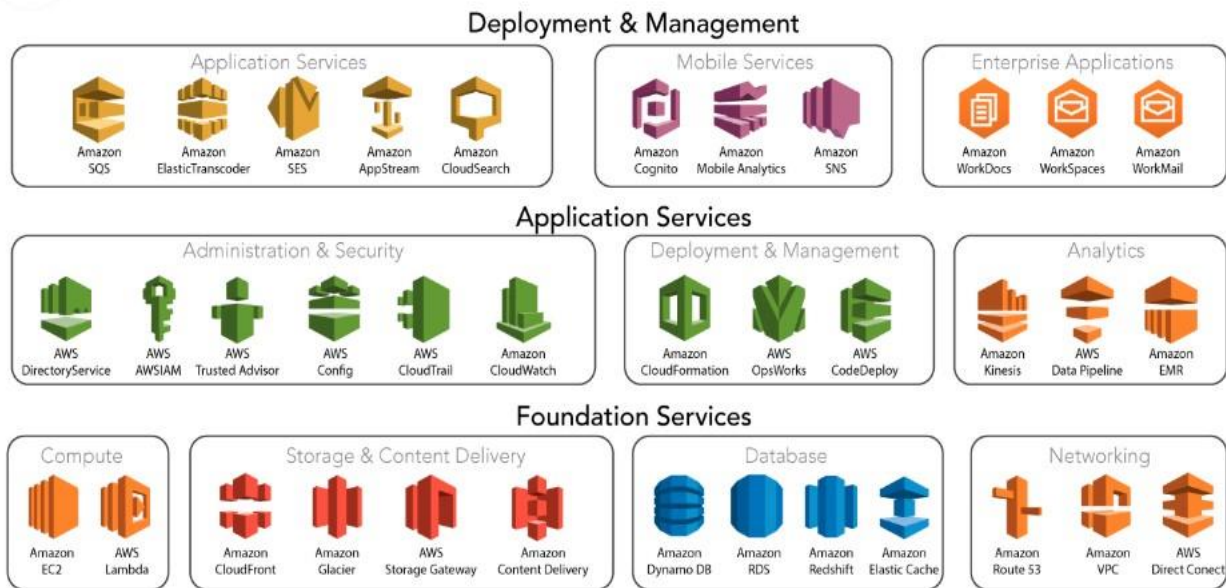 Deployment & Management
Application Services
Amazon
SQS
Amazon
ElasticTranscoder
Amazon
SES
Amazon
AppStream
Amazon
CloudSearch
Mobile Services
Amazon
Cognito
Amazon
Mobile Analytics
Amazon
SNS
Enterprise Applications
Amazon
WorkDocs
Amazon
WorkSpaces
Amazon
WorkMail
Application Services
Administration & Security
AWS
DirectoryService
AWS
AWSIAM
AWS
Trusted Advisor
AWS
Config
AWS
CloudTrail
Amazon
CloudWatch
Deployment & Management
Amazon
CloudFormation
AWS
OpsWorks
AWS
CodeDeploy
Analytics
Amazon
Kinesis
AWS
Data Pipeline
Amazon
EMR
Foundation Services
Compute
Amazon
EC2
AWS
Lambda
Storage & Content Delivery
Amazon
CloudFront
Amazon
Glacier
AWS
Storage Gateway
Amazon
Content Delivery
Database
Amazon
Dynamo DB
Amazon
RDS
Amazon
Redshift
Amazon
Elastic Cache
Networking
Amazon
Route 53
Amazon
VPC
AWS
Direct Conect